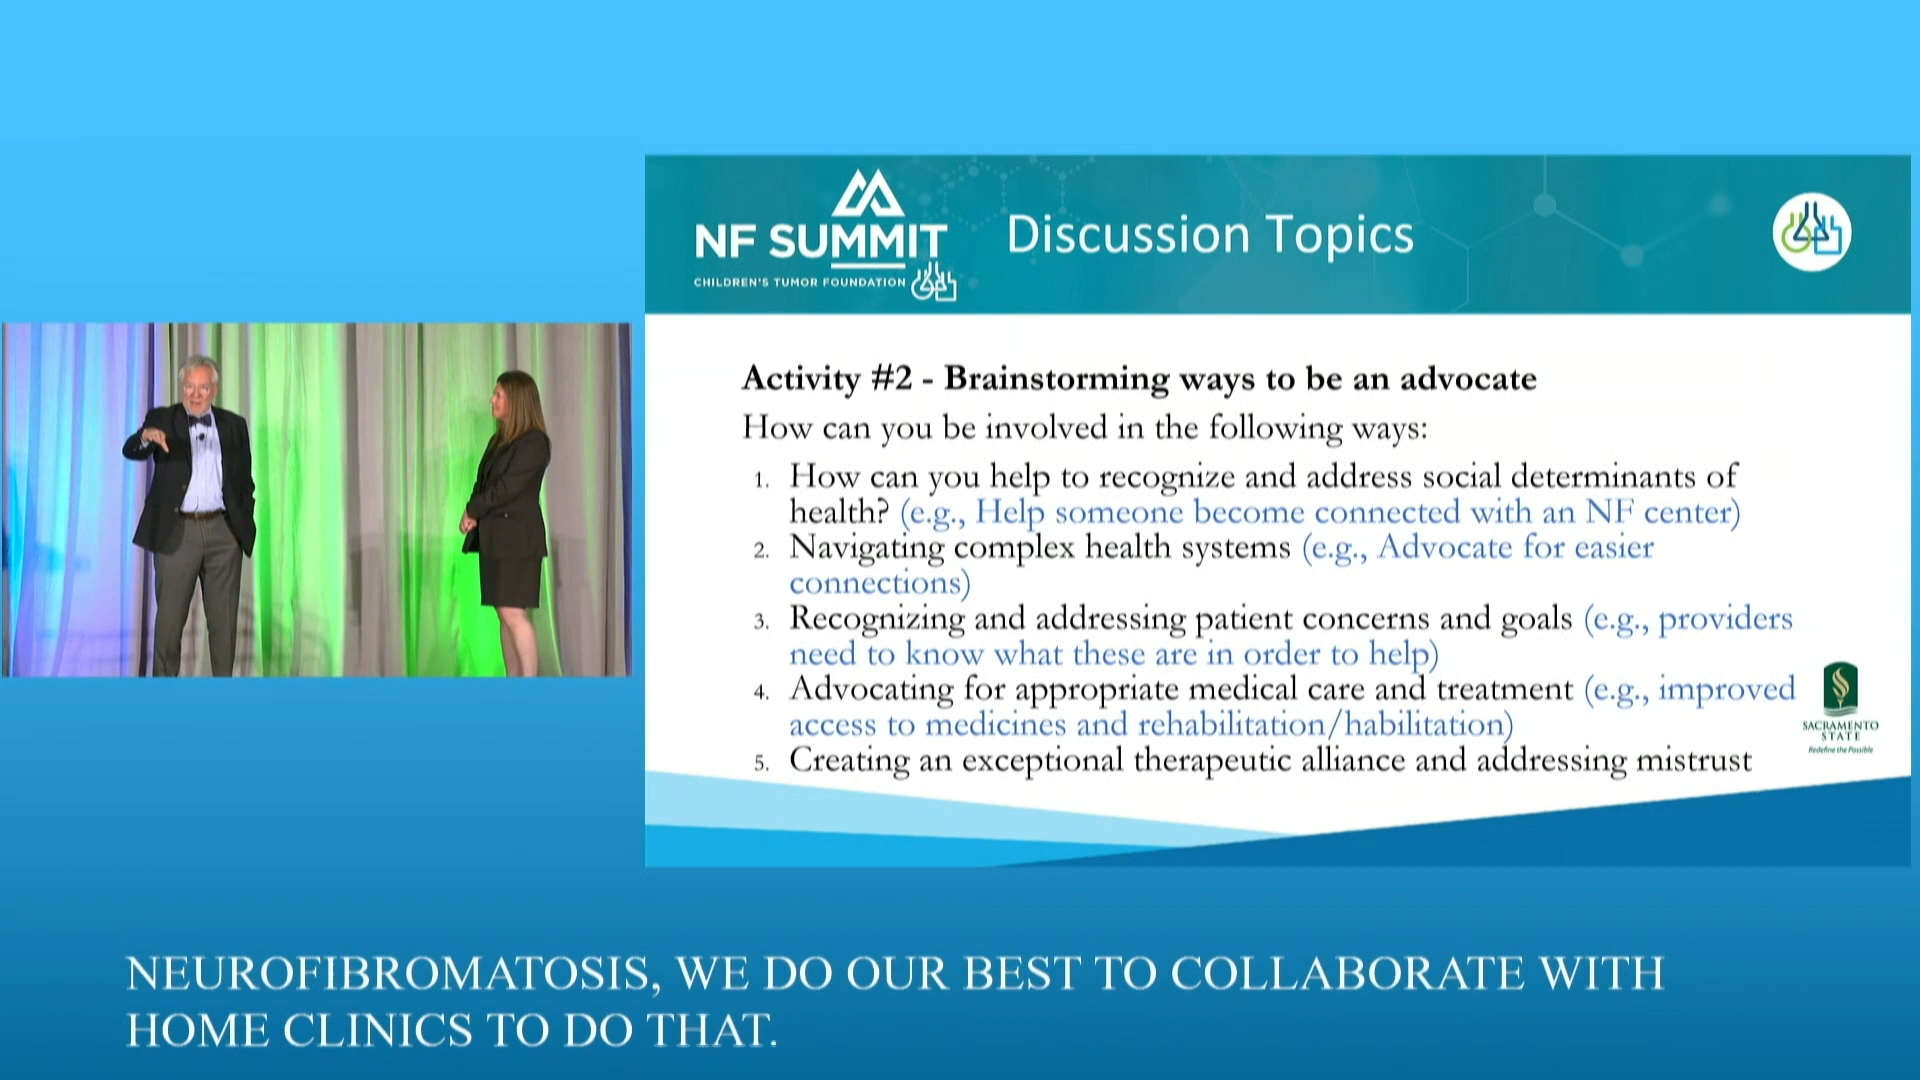 NF SUMMIT
CHILDREN'S TUMOR FOUNDATION
Discussion Topics
Activity #2 - Brainstorming ways to be an advocate
How can you be involved in the following ways:
1. How can you help to recognize and address social determinants of
health? (e.g., Help someone become connected with an NF center)
2. Navigating complex health systems (e.g., Advocate for easier
connections)
3. Recognizing and addressing patient concerns and goals (e.g., providers
need to know what these are in order to help)
4. Advocating for appropriate medical care and treatment (e.g., improved
access to medicines and rehabilitation/habilitation)
5. Creating an exceptional therapeutic alliance and addressing mistrust
SACRAMENTO
STATE
Redefine the Possible
NEUROFIBROMATOSIS, WE DO OUR BEST TO COLLABORATE WITH
HOME CLINICS TO DO THAT.